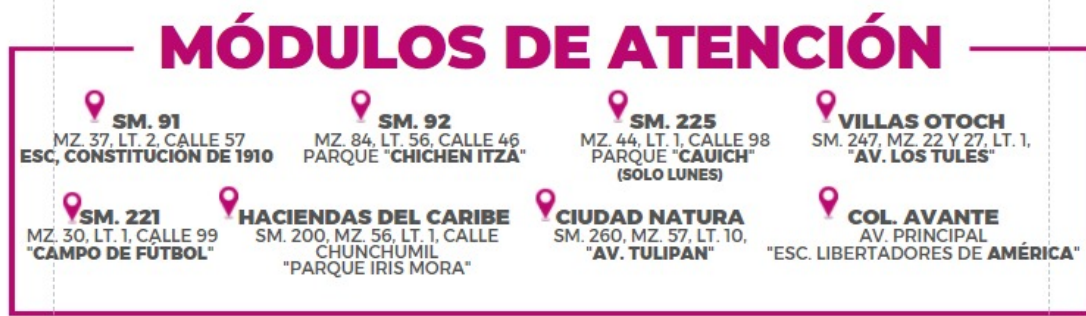 MÓDULOS DE ATENCIÓN
SM. 91
MZ. 37, LT. 2, CALLE 57
ESC, CONSTITUCIÓN DE 1910
SM. 92
MZ. 84, LT. 56, CALLE 46
PARQUE "CHICHEN ITZÁ"
SM. 225
MZ. 44, LT. 1, CALLE 98
PARQUE "CAUICH"
(SOLO LUNES)
VILLAS OTOCH
SM. 247, MZ. 22 Y 27, LT. 1,
"AV. LOS TULES"
SM. 221
MZ. 30, LT. 1, CALLE 99
"CAMPO DE FÚTBOL"
HACIENDAS DEL CARIBE
SM. 200, MZ. 56, LT. 1, CALLE
CHUNCHUMIL
"PARQUE IRIS MORA"
CIUDAD NATURA
SM. 260, MZ. 57, LT. 10,
"AV. TULIPAN"
COL. AVANTE
AV. PRINCIPAL
"ESC. LIBERTADORES DE AMÉRICA"